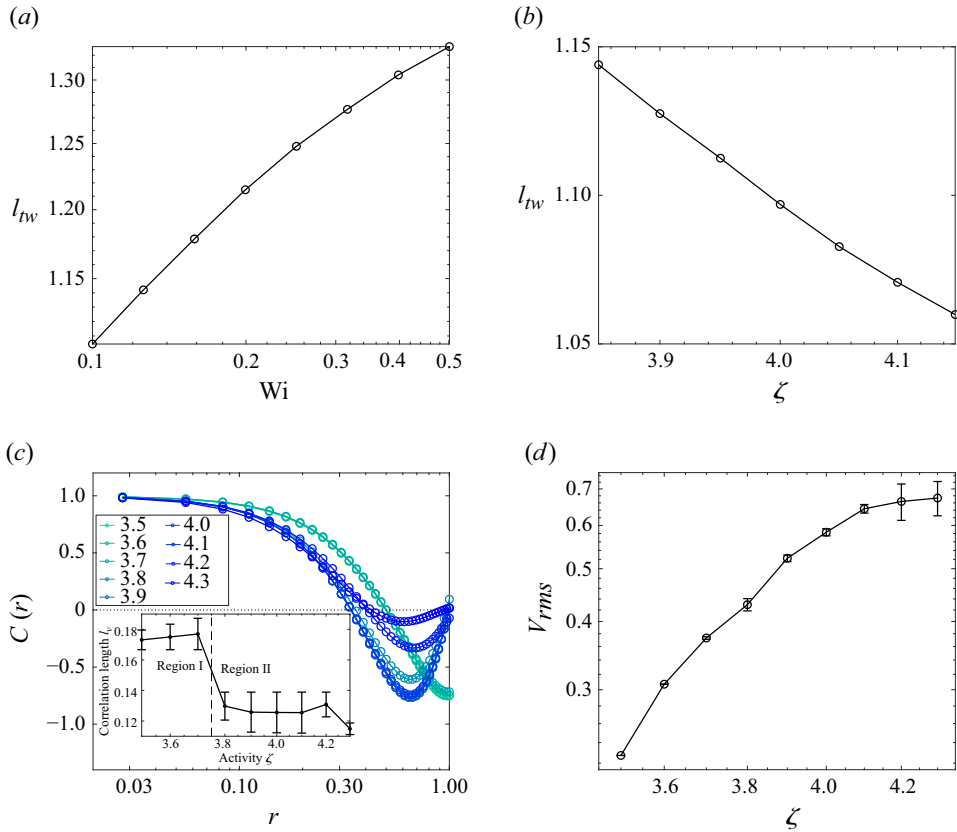 (a)
1.30
1.25
1.20
1.15
l_tw
0.1 0.2 0.3 0.4 0.5
Wi
(b)
1.15
1.10
1.05
l_tw
3.9 4.0 4.1
ζ
(c)
1.0
0.5
0
−0.5
−1.0
C (r)
3.5 4.0
3.6 4.1
3.7 4.2
3.8 4.3
3.9
0.18
0.16
0.14
0.12
Correlation length l_v
Region I Region II
3.6 3.8 4.0 4.2
Activity ζ
0.03 0.10 0.30 1.00
r
(d)
0.7
0.6
0.5
0.4
0.3
V_rms
3.6 3.8 4.0 4.2
ζ